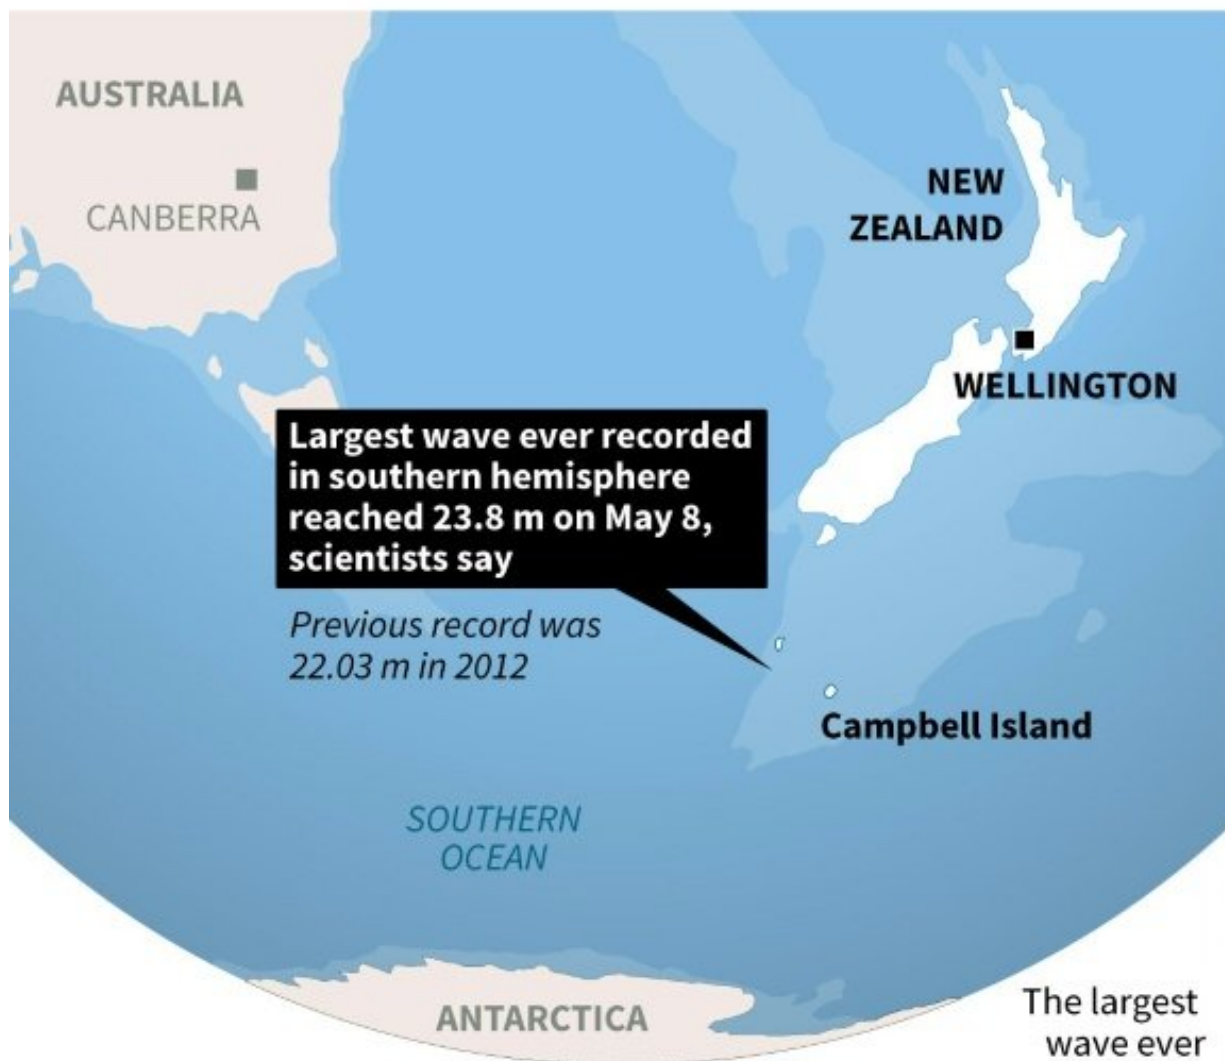 AUSTRALIA
CANBERRA
NEW
ZEALAND
WELLINGTON
Largest wave ever recorded
in southern hemisphere
reached 23.8 m on May 8,
scientists say
Previous record was
22.03 m in 2012
Campbell Island
SOUTHERN
OCEAN
ANTARCTICA
The largest
wave ever